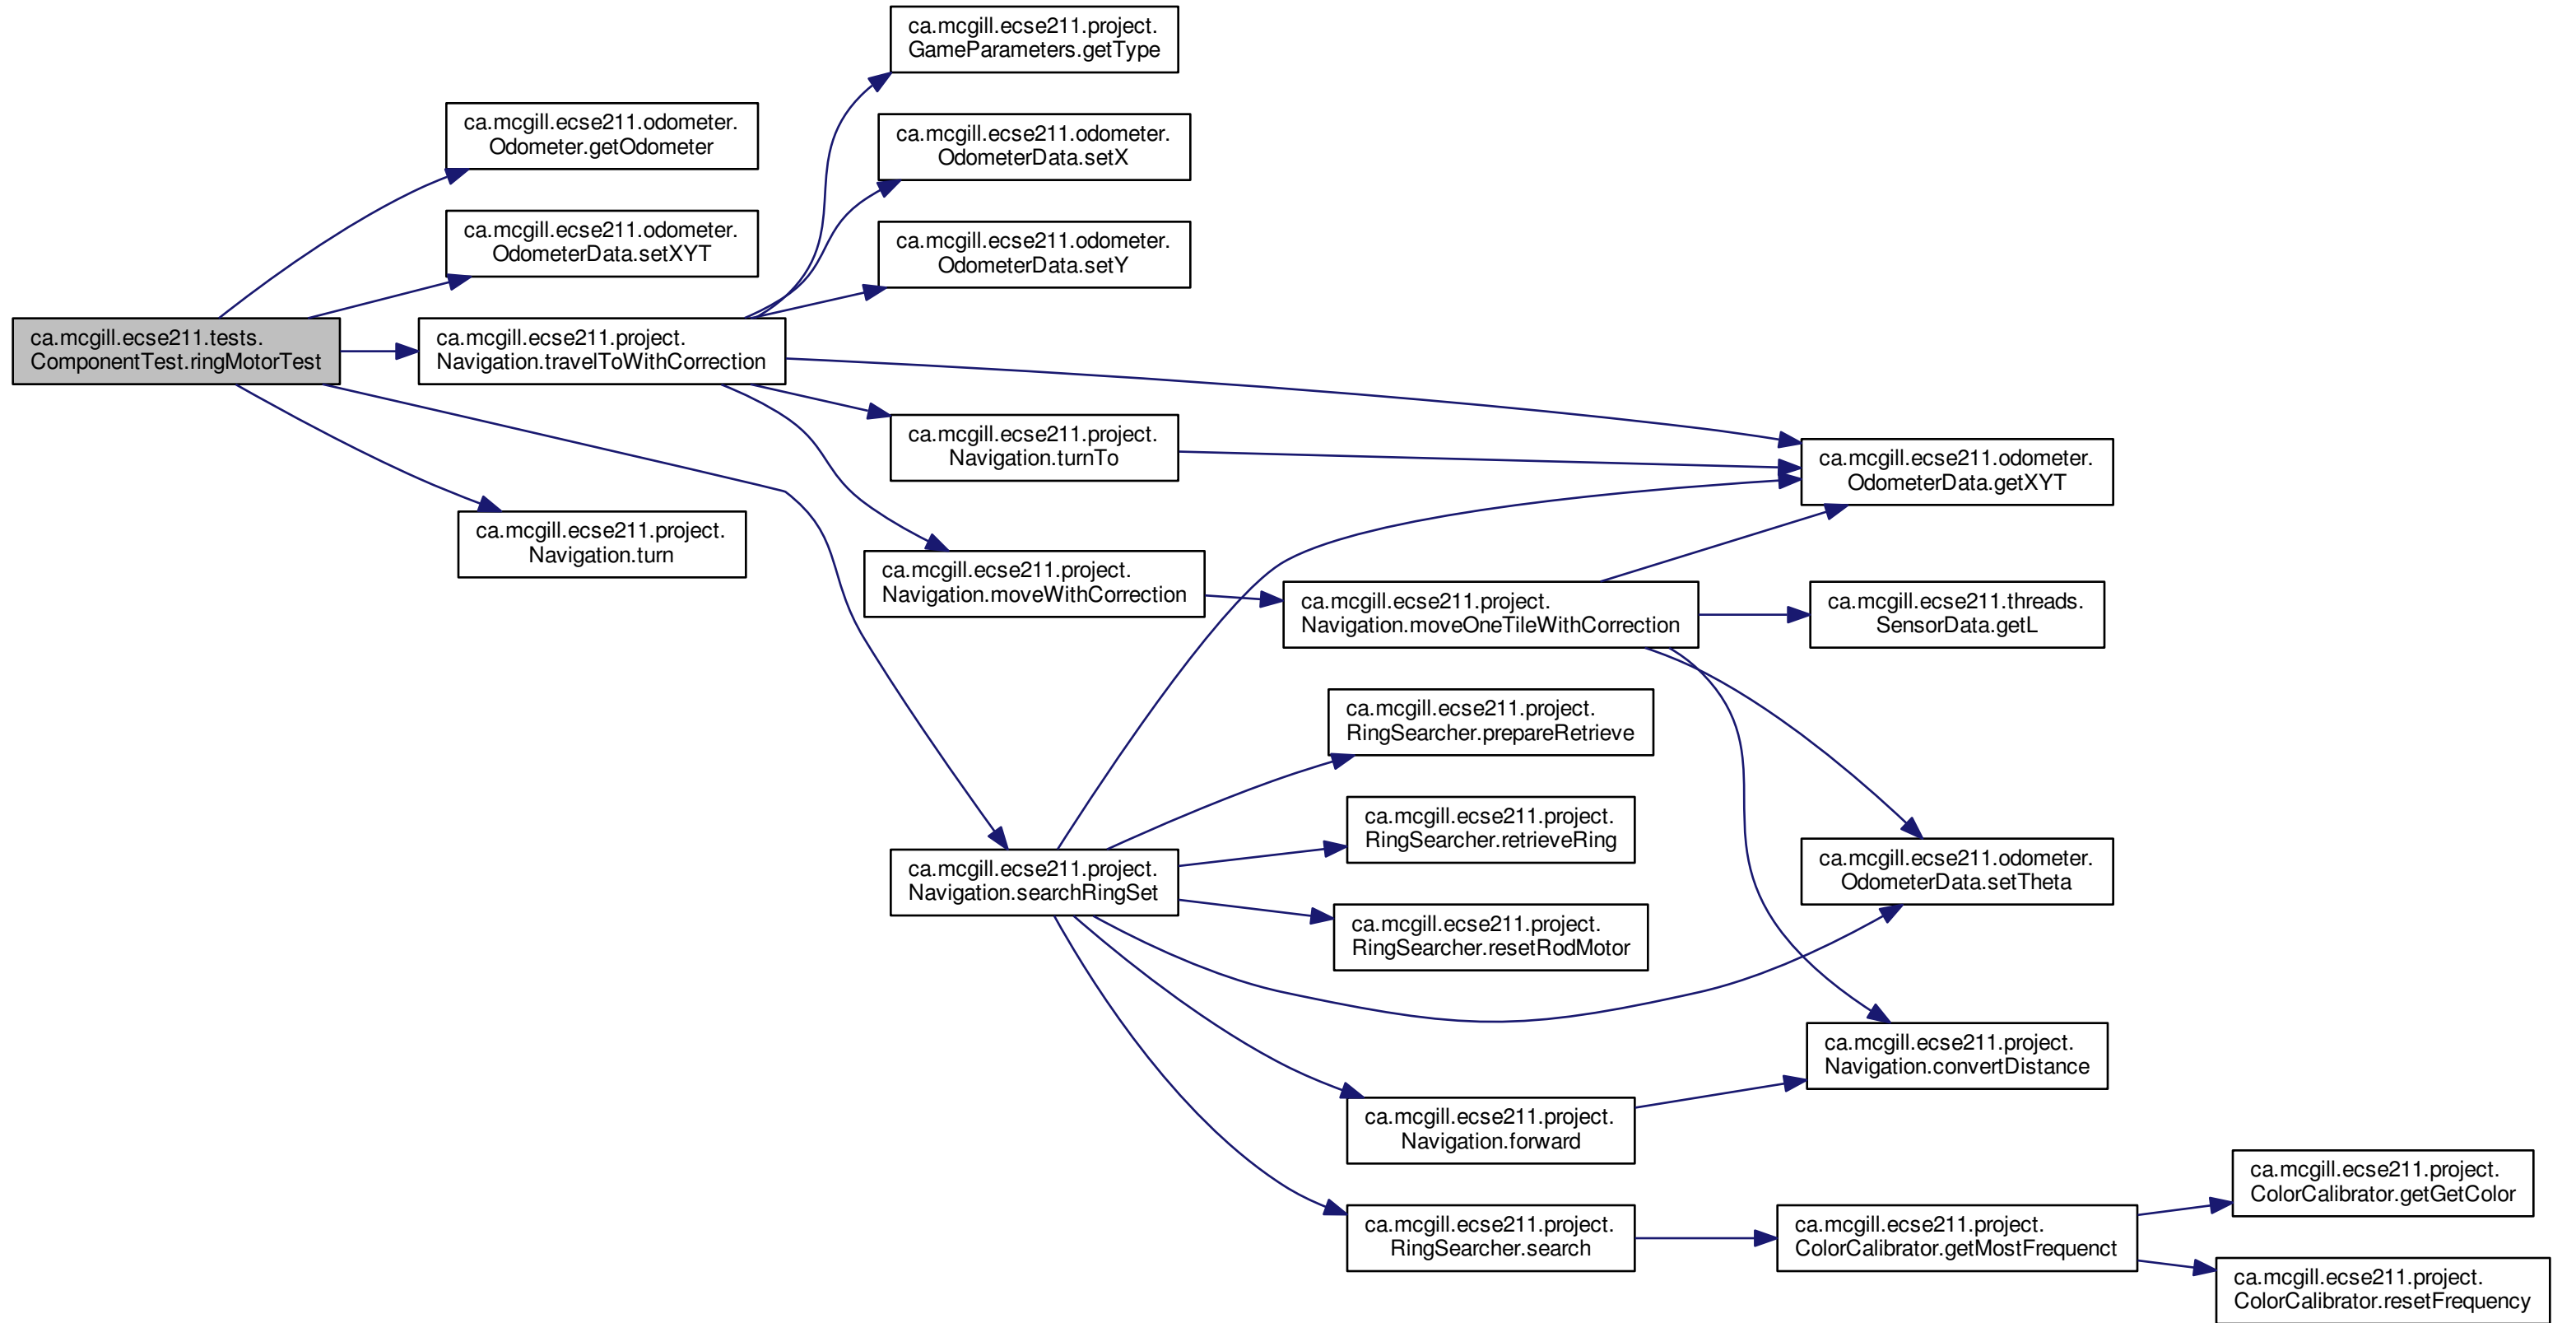 ca.mcgill.ecse211.project.
GameParameters.getType
ca.mcgill.ecse211.odometer.
Odometer.getOdometer
ca.mcgill.ecse211.odometer.
OdometerData.setX
ca.mcgill.ecse211.odometer.
OdometerData.setXYT
ca.mcgill.ecse211.odometer.
OdometerData.setY
ca.mcgill.ecse211.tests.
ComponentTest.ringMotorTest
ca.mcgill.ecse211.project.
Navigation.travelToWithCorrection
ca.mcgill.ecse211.project.
Navigation.turnTo
ca.mcgill.ecse211.odometer.
OdometerData.getXYT
ca.mcgill.ecse211.project.
Navigation.turn
ca.mcgill.ecse211.project.
Navigation.moveWithCorrection
ca.mcgill.ecse211.project.
Navigation.moveOneTileWithCorrection
ca.mcgill.ecse211.threads.
SensorData.getL
ca.mcgill.ecse211.project.
RingSearcher.prepareRetrieve
ca.mcgill.ecse211.project.
RingSearcher.retrieveRing
ca.mcgill.ecse211.project.
Navigation.searchRingSet
ca.mcgill.ecse211.odometer.
OdometerData.setTheta
ca.mcgill.ecse211.project.
RingSearcher.resetRodMotor
ca.mcgill.ecse211.project.
Navigation.convertDistance
ca.mcgill.ecse211.project.
Navigation.forward
ca.mcgill.ecse211.project.
ColorCalibrator.getGetColor
ca.mcgill.ecse211.project.
RingSearcher.search
ca.mcgill.ecse211.project.
ColorCalibrator.getMostFrequenct
ca.mcgill.ecse211.project.
ColorCalibrator.resetFrequency